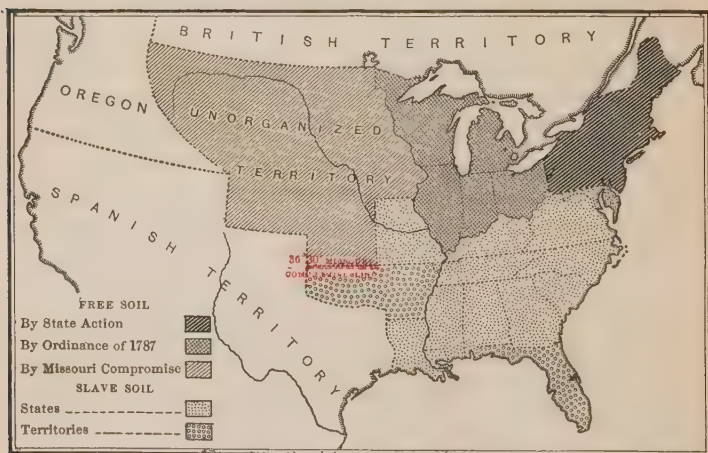 BRITISH TERRITORY
OREGON
UNORGANIZED
TERRITORY
SPANISH TERRITORY
36°30'
FREE SOIL
By State Action
By Ordinance of 1787
By Missouri Compromise
SLAVE SOIL
States
Territories